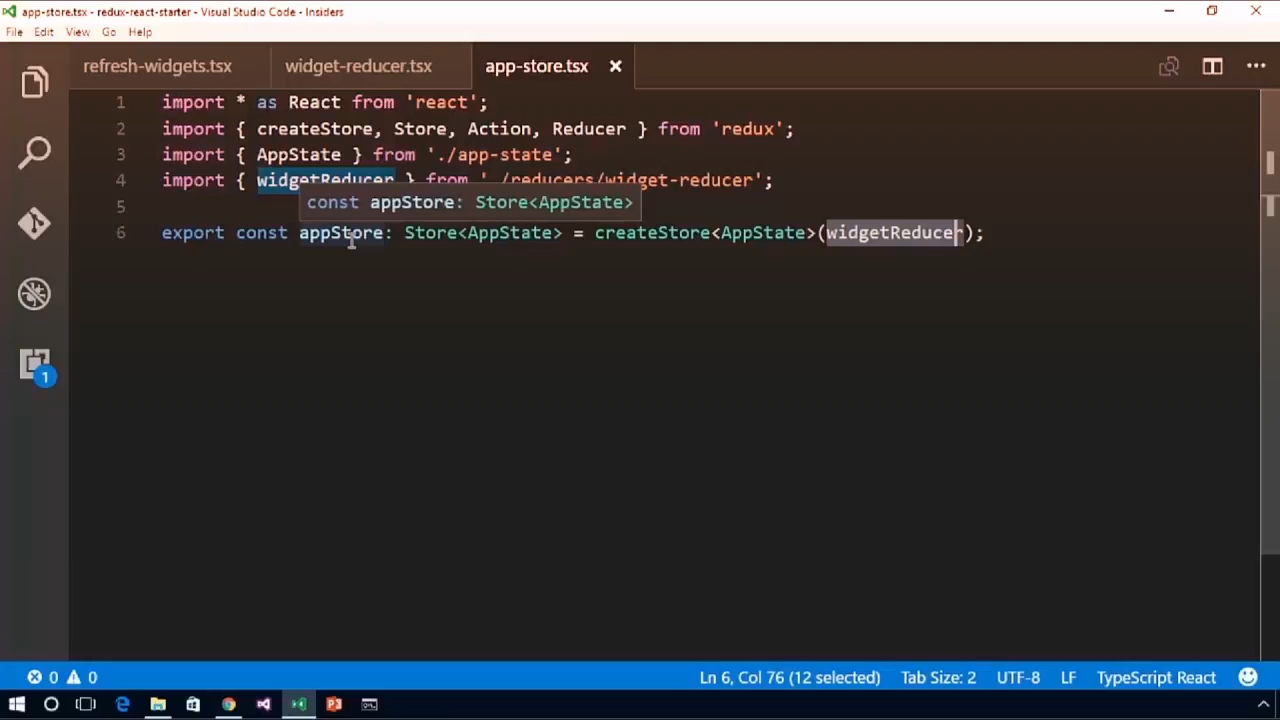 app-store.tsx - redux-react-starter - Visual Studio Code - Insiders
File Edit View Go Help
refresh-widgets.tsx widget-reducer.tsx app-store.tsx
1 import * as React from 'react';
2 import { createStore, Store, Action, Reducer } from 'redux';
3 import { AppState } from './app-state';
4 import { widgetReducer } from './reducers/widget-reducer';
const appStore: Store<AppState>
5
6 export const appStore: Store<AppState> = createStore<AppState>(widgetReducer);
1
0 0 Ln 6, Col 76 (12 selected) Tab Size: 2 UTF-8 LF TypeScript React